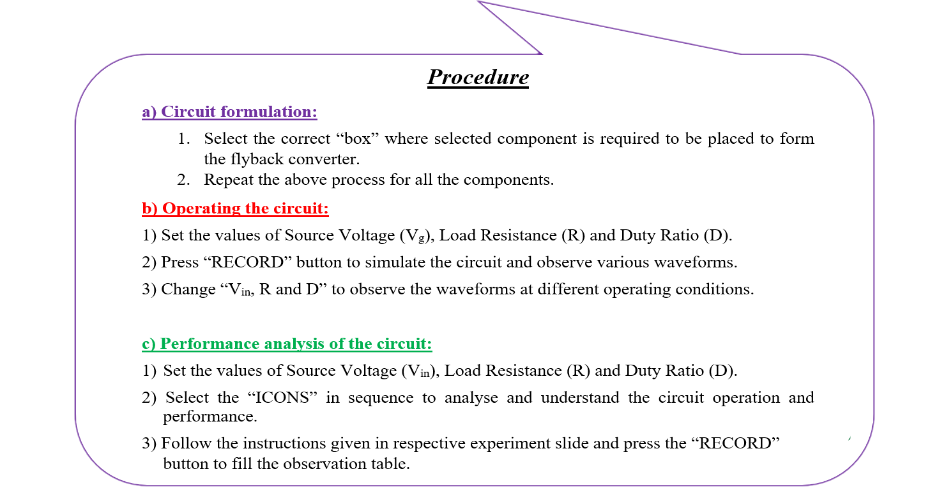 Procedure
a) Circuit formulation:
1. Select the correct “box” where selected component is required to be placed to form
the flyback converter.
2. Repeat the above process for all the components.
b) Operating the circuit:
1) Set the values of Source Voltage (Vg), Load Resistance (R) and Duty Ratio (D).
2) Press “RECORD” button to simulate the circuit and observe various waveforms.
3) Change “Vin, R and D” to observe the waveforms at different operating conditions.
c) Performance analysis of the circuit:
1) Set the values of Source Voltage (Vin), Load Resistance (R) and Duty Ratio (D).
2) Select the “ICONS” in sequence to analyse and understand the circuit operation and
performance.
3) Follow the instructions given in respective experiment slide and press the “RECORD”
button to fill the observation table.